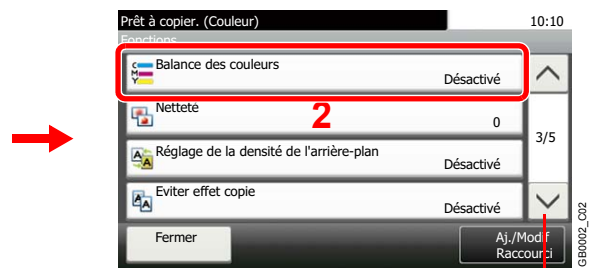 Prêt à copier. (Couleur) 10:10
Fonctions
C
M
Y
Balance des couleurs
Désactivé
Netteté
2
0
3/5
A A
Réglage de la densité de l'arrière-plan
Désactivé
A A
Eviter effet copie
Désactivé
Fermer
Aj./Modif
Raccourci
GB0002_C02